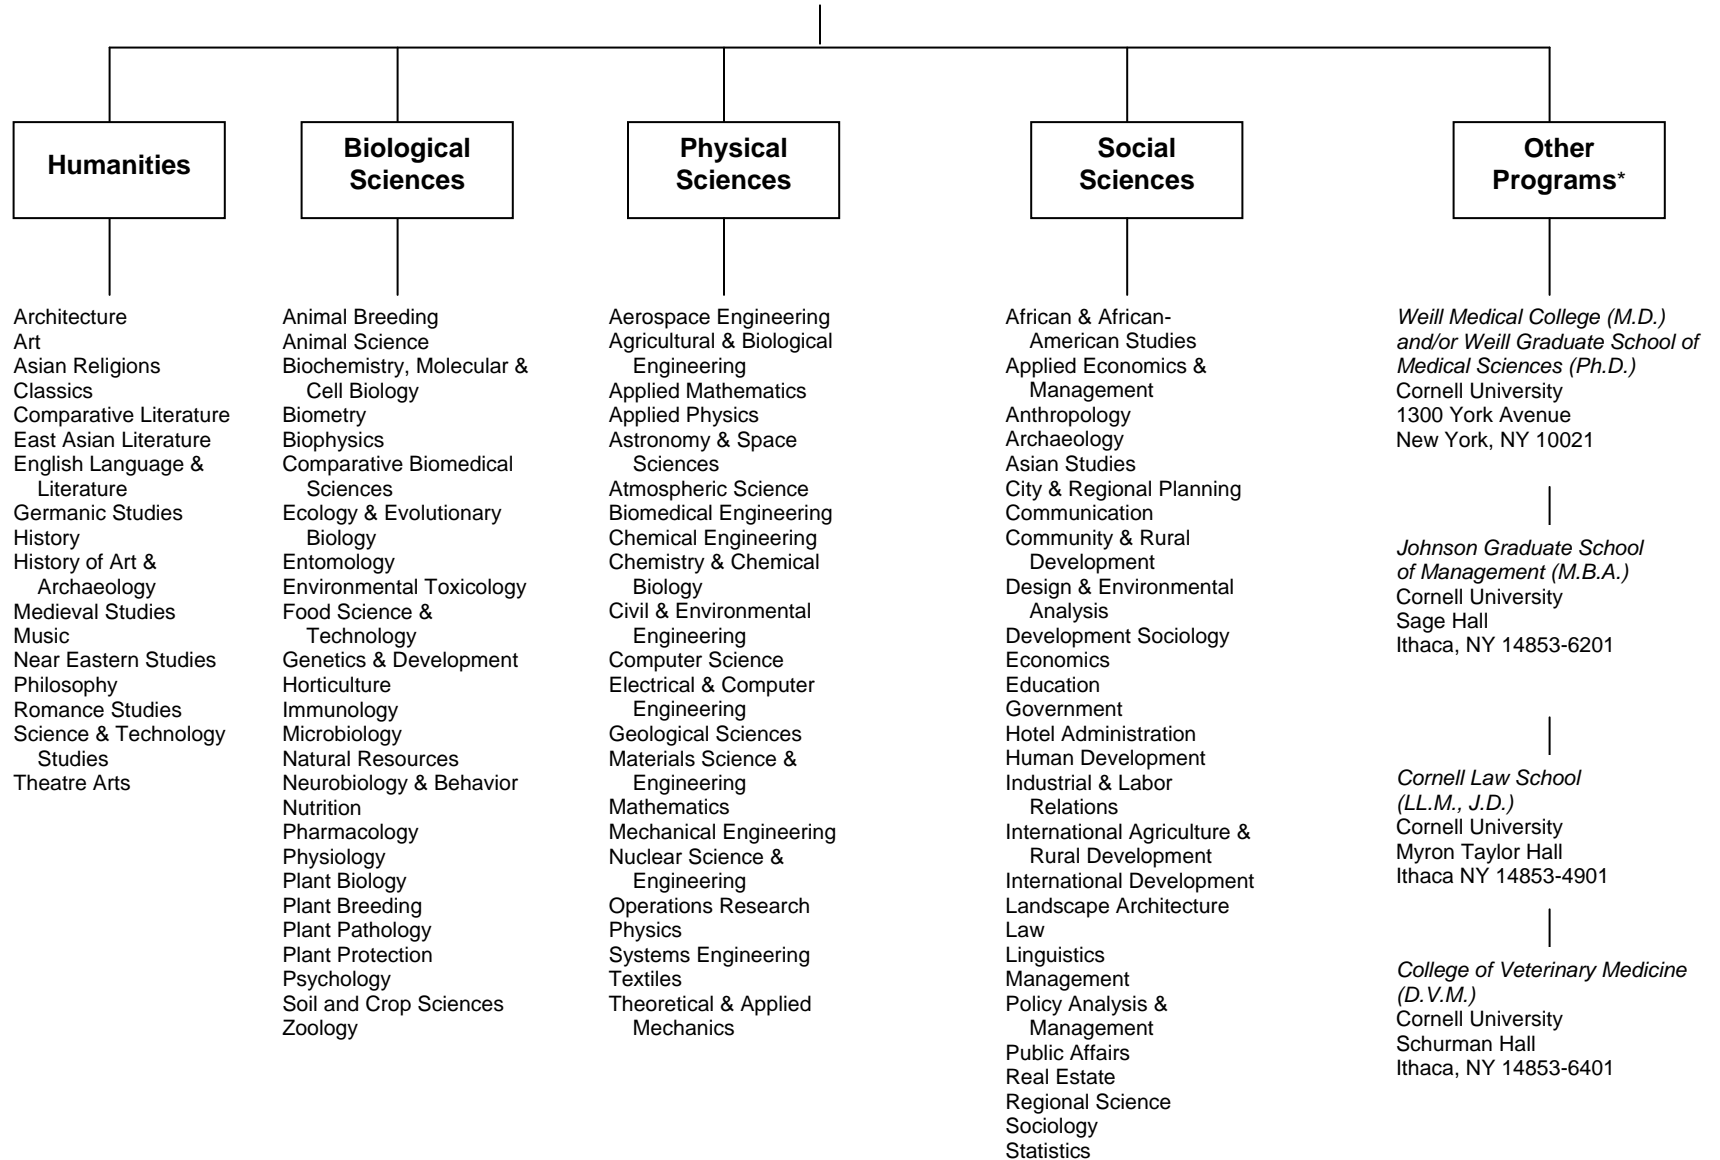 Humanities
Biological
Sciences
Physical
Sciences
Social
Sciences
Other
Programs*
Architecture
Art
Asian Religions
Classics
Comparative Literature
East Asian Literature
English Language &
Literature
Germanic Studies
History
History of Art &
Archaeology
Medieval Studies
Music
Near Eastern Studies
Philosophy
Romance Studies
Science & Technology
Studies
Theatre Arts
Animal Breeding
Animal Science
Biochemistry, Molecular &
Cell Biology
Biometry
Biophysics
Comparative Biomedical
Sciences
Ecology & Evolutionary
Biology
Entomology
Environmental Toxicology
Food Science &
Technology
Genetics & Development
Horticulture
Immunology
Microbiology
Natural Resources
Neurobiology & Behavior
Nutrition
Pharmacology
Physiology
Plant Biology
Plant Breeding
Plant Pathology
Plant Protection
Psychology
Soil and Crop Sciences
Zoology
Aerospace Engineering
Agricultural & Biological
Engineering
Applied Mathematics
Applied Physics
Astronomy & Space
Sciences
Atmospheric Science
Biomedical Engineering
Chemical Engineering
Chemistry & Chemical
Biology
Civil & Environmental
Engineering
Computer Science
Electrical & Computer
Engineering
Geological Sciences
Materials Science &
Engineering
Mathematics
Mechanical Engineering
Nuclear Science &
Engineering
Operations Research
Physics
Systems Engineering
Textiles
Theoretical & Applied
Mechanics
African & African-
American Studies
Applied Economics &
Management
Anthropology
Archaeology
Asian Studies
City & Regional Planning
Communication
Community & Rural
Development
Design & Environmental
Analysis
Development Sociology
Economics
Education
Government
Hotel Administration
Human Development
Industrial & Labor
Relations
International Agriculture &
Rural Development
International Development
Landscape Architecture
Law
Linguistics
Management
Policy Analysis &
Management
Public Affairs
Real Estate
Regional Science
Sociology
Statistics
Weill Medical College (M.D.)
and/or Weill Graduate School of
Medical Sciences (Ph.D.)
Cornell University
1300 York Avenue
New York, NY 10021
Johnson Graduate School
of Management (M.B.A.)
Cornell University
Sage Hall
Ithaca, NY 14853-6201
Cornell Law School
(LL.M., J.D.)
Cornell University
Myron Taylor Hall
Ithaca NY 14853-4901
College of Veterinary Medicine
(D.V.M.)
Cornell University
Schurman Hall
Ithaca, NY 14853-6401